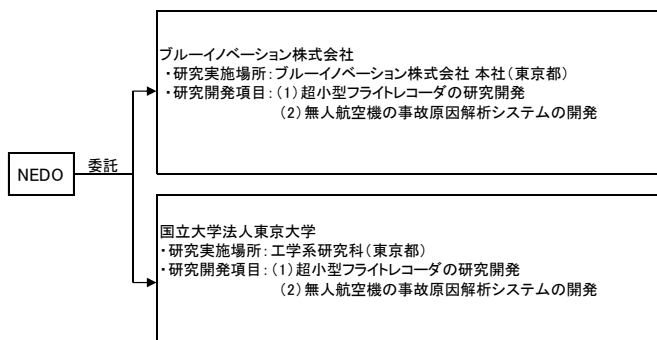 ブルーイノベーション株式会社
・研究実施場所：ブルーイノベーション株式会社 本社（東京都）
・研究開発項目：（１）超小型フライトレコーダの研究開発
（２）無人航空機の事故原因解析システムの開発
NEDO
委託
国立大学法人東京大学
・研究実施場所：工学系研究科（東京都）
・研究開発項目：（１）超小型フライトレコーダの研究開発
（２）無人航空機の事故原因解析システムの開発